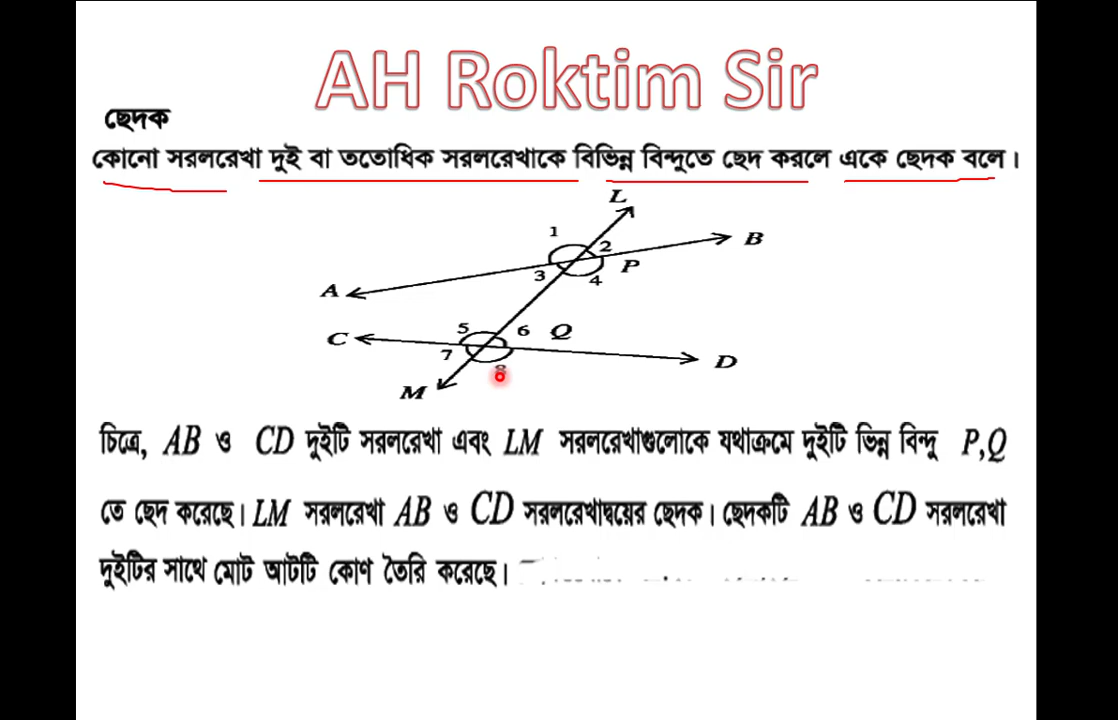 AH Roktim Sir
ছেদক
কোনো সরলরেখা দুই বা ততোধিক সরলরেখাকে বিভিন্ন বিন্দুতে ছেদ করলে একে ছেদক বলে।
L
1 2 B
3 4 P
A
5 6 Q
C
7 D
8
M
চিত্রে, AB ও CD দুইটি সরলরেখা এবং LM সরলরেখাগুলোকে যথাক্রমে দুইটি ভিন্ন বিন্দু P,Q
তে ছেদ করেছে। LM সরলরেখা AB ও CD সরলরেখাদ্বয়ের ছেদক। ছেদকটি AB ও CD সরলরেখা
দুইটির সাথে মোট আটটি কোণ তৈরি করেছে।